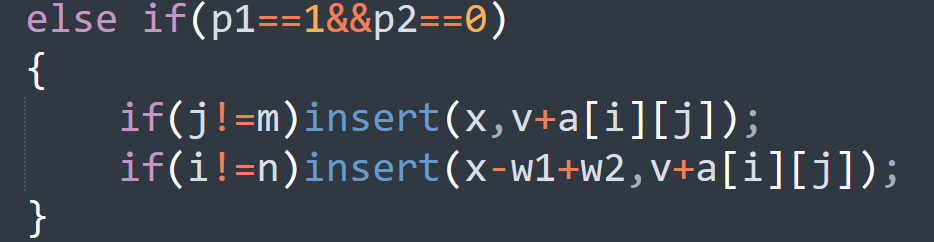 else if(p1==1&&p2==0)
{
if(j!=m)insert(x,v+a[i][j]);
if(i!=n)insert(x-w1+w2,v+a[i][j]);
}